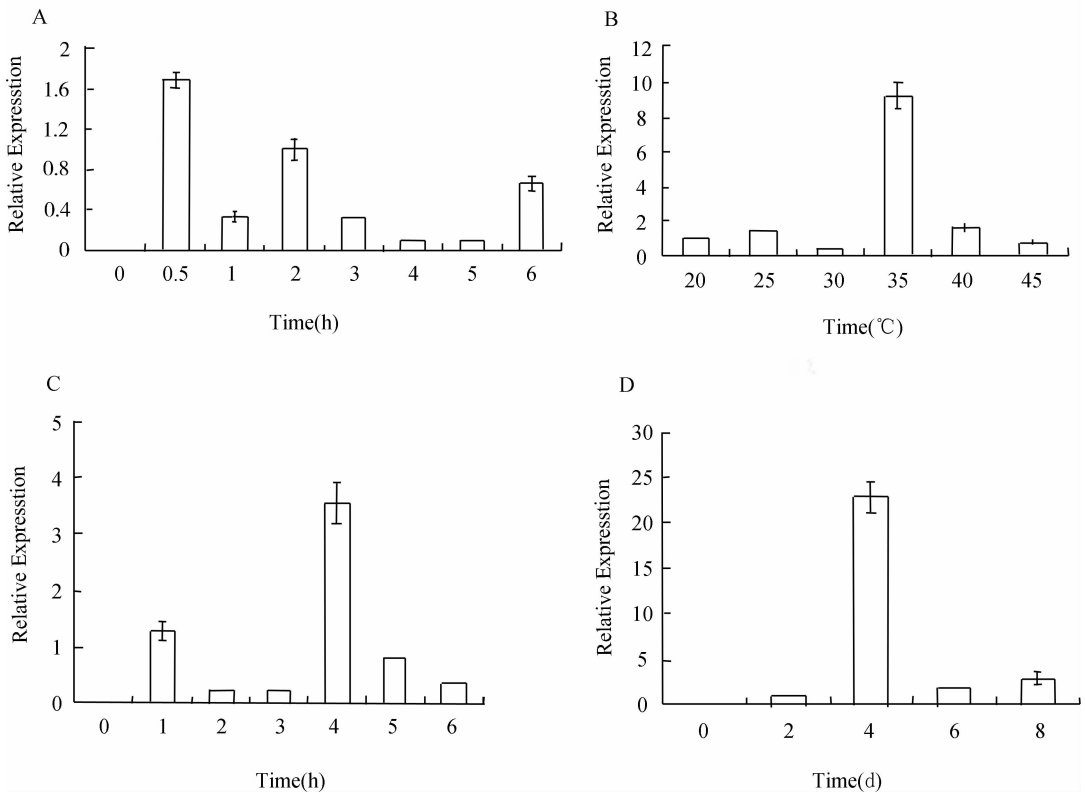 A
Relative Expresstion
2
1.6
1.2
0.8
0.4
0
0 0.5 1 2 3 4 5 6
Time(h)
B
Relative Expresstion
12
10
8
6
4
2
0
20 25 30 35 40 45
Time(℃)
C
Relative Expresstion
5
4
3
2
1
0
0 1 2 3 4 5 6
Time(h)
D
Relative Expresstion
30
25
20
15
10
5
0
0 2 4 6 8
Time(d)